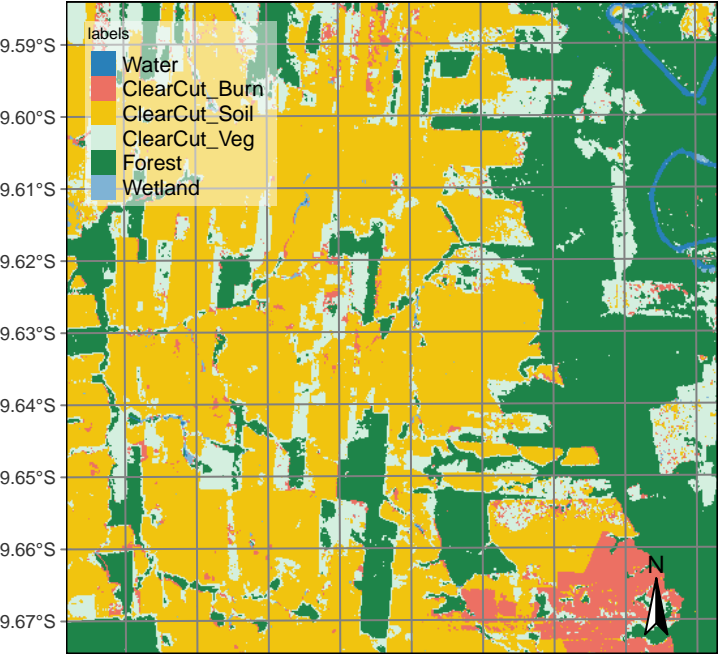 labels
Water
ClearCut_Burn
ClearCut_Soil
ClearCut_Veg
Forest
Wetland
9.59°S
9.60°S
9.61°S
9.62°S
9.63°S
9.64°S
9.65°S
9.66°S
9.67°S
N